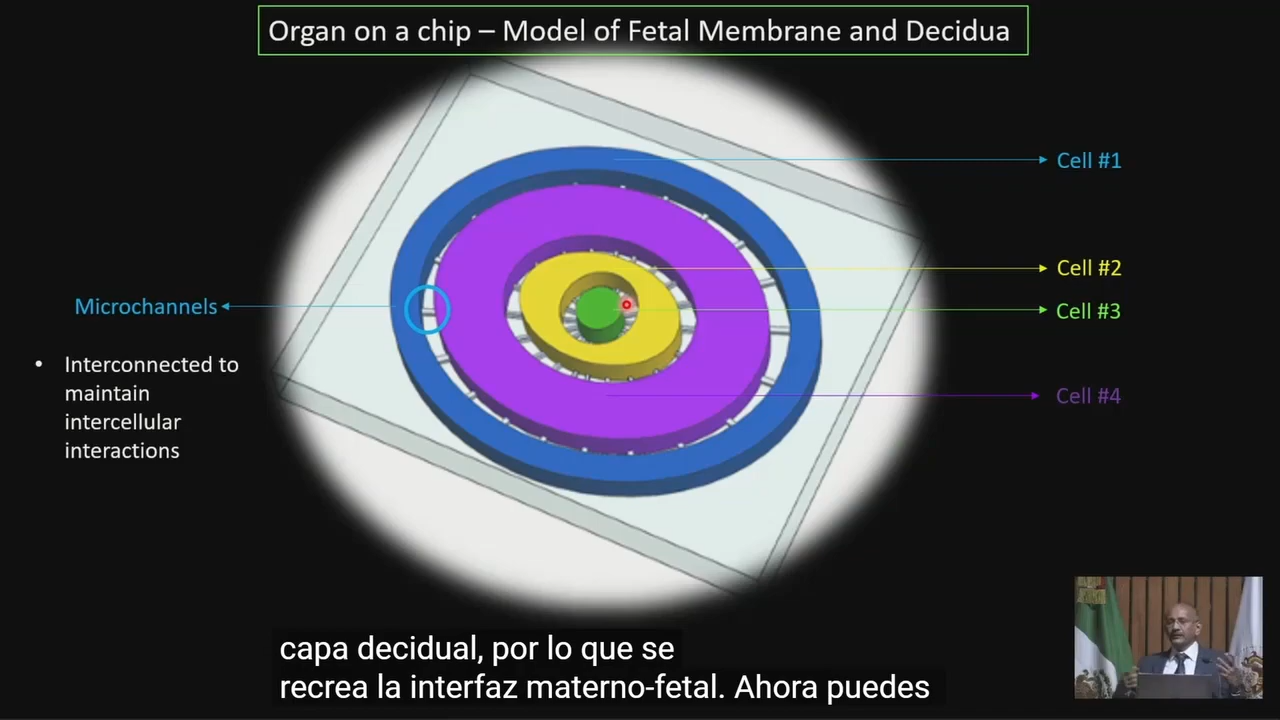 Organ on a chip – Model of Fetal Membrane and Decidua
Cell #1
Cell #2
Cell #3
Cell #4
Microchannels
• Interconnected to
maintain
intercellular
interactions
capa decidual, por lo que se
recrea la interfaz materno-fetal. Ahora puedes